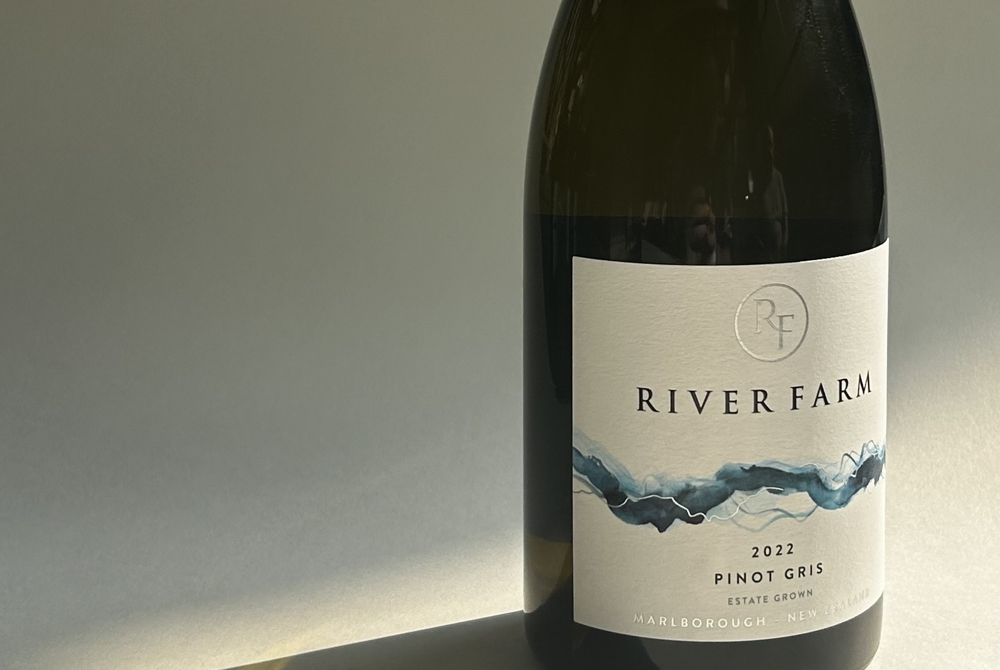 RF
RIVER FARM
2022
PINOT GRIS
ESTATE GROWN
MARLBOROUGH - NEW ZEALAND